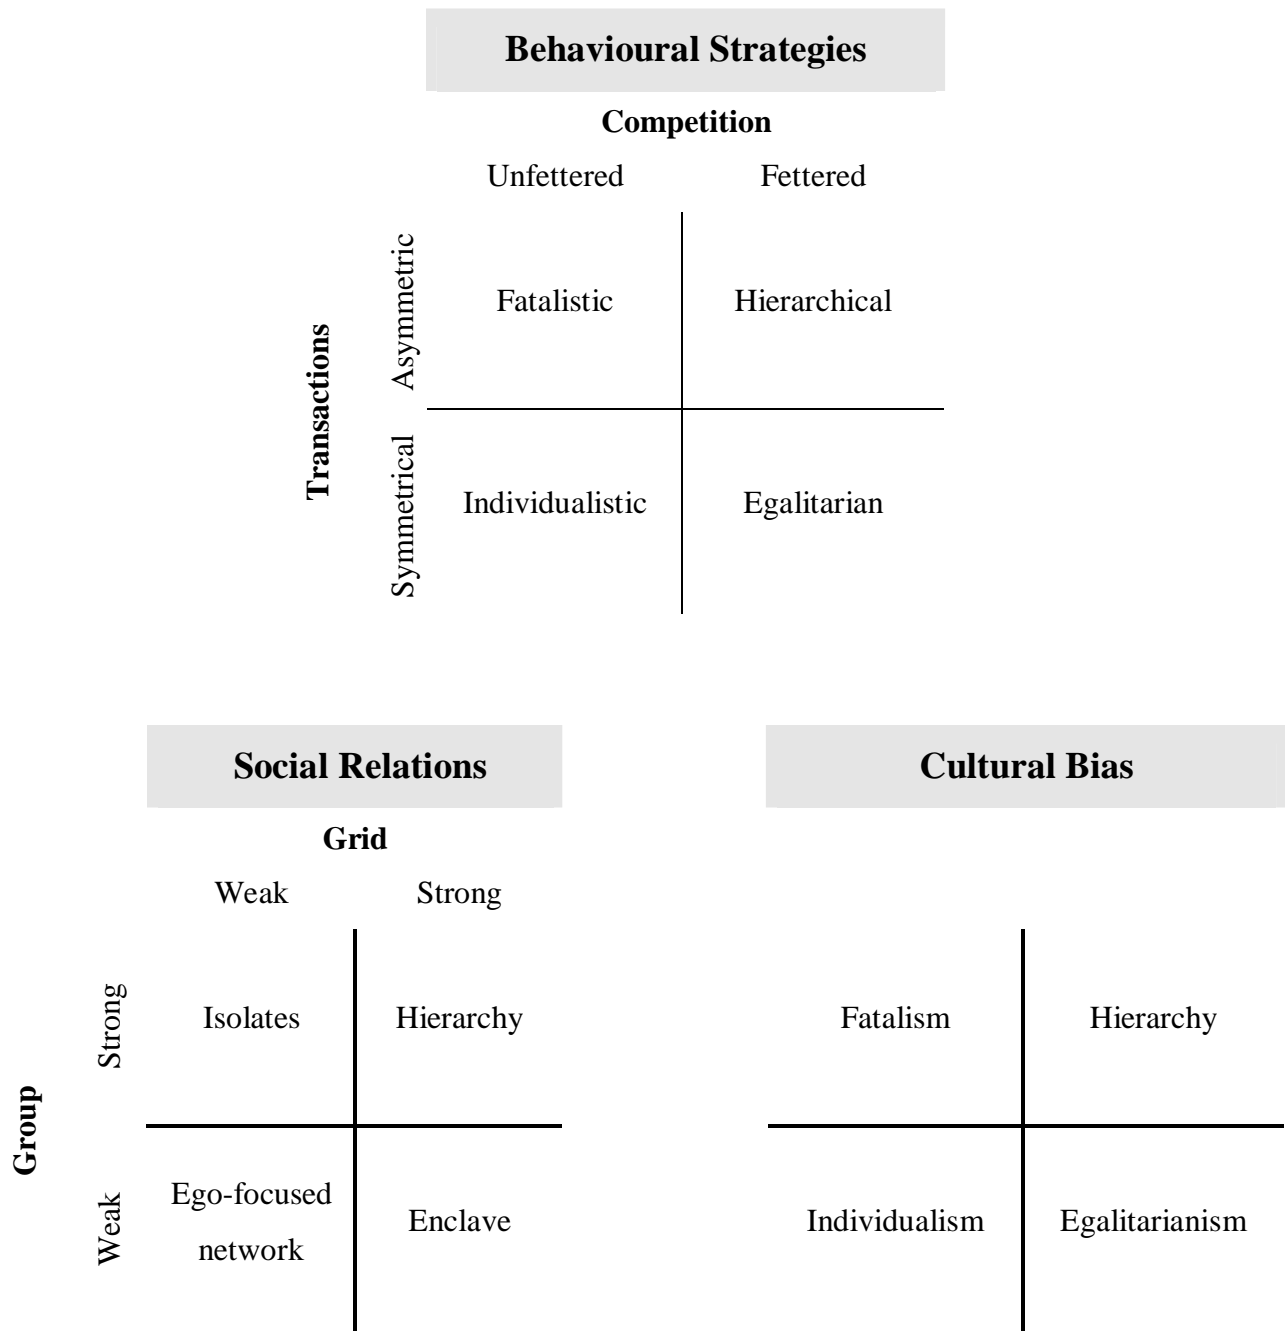 Behavioural Strategies
Competition
Unfettered Fettered
Transactions
Asymmetric
Fatalistic Hierarchical
Symmetrical
Individualistic Egalitarian
Social Relations
Grid
Weak Strong
Group
Strong
Isolates Hierarchy
Weak
Ego-focused
network
Enclave
Cultural Bias
Fatalism Hierarchy
Individualism Egalitarianism